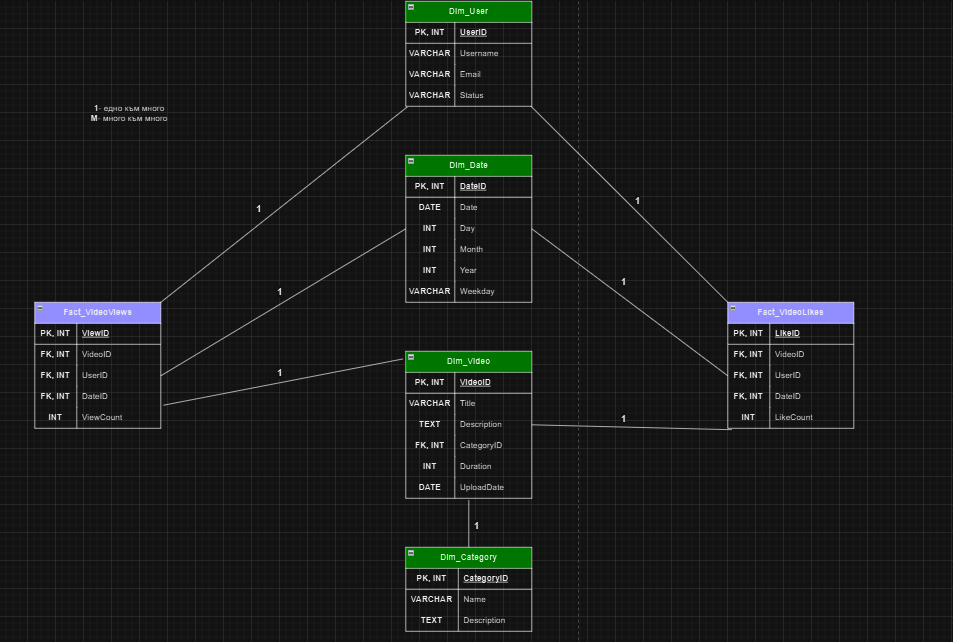 Dim_User
PK, INT UserID
VARCHAR Username
VARCHAR Email
VARCHAR Status
1- едно към много
M- много към много
Dim_Date
PK, INT DateID
DATE Date
INT Day
INT Month
INT Year
VARCHAR Weekday
1
1
1
1
Fact_VideoViews
PK, INT ViewID
FK, INT VideoID
FK, INT UserID
FK, INT DateID
INT ViewCount
Fact_VideoLikes
PK, INT LikeID
FK, INT VideoID
FK, INT UserID
FK, INT DateID
INT LikeCount
1
1
Dim_Video
PK, INT VideoID
VARCHAR Title
TEXT Description
FK, INT CategoryID
INT Duration
DATE UploadDate
1
Dim_Category
PK, INT CategoryID
VARCHAR Name
TEXT Description